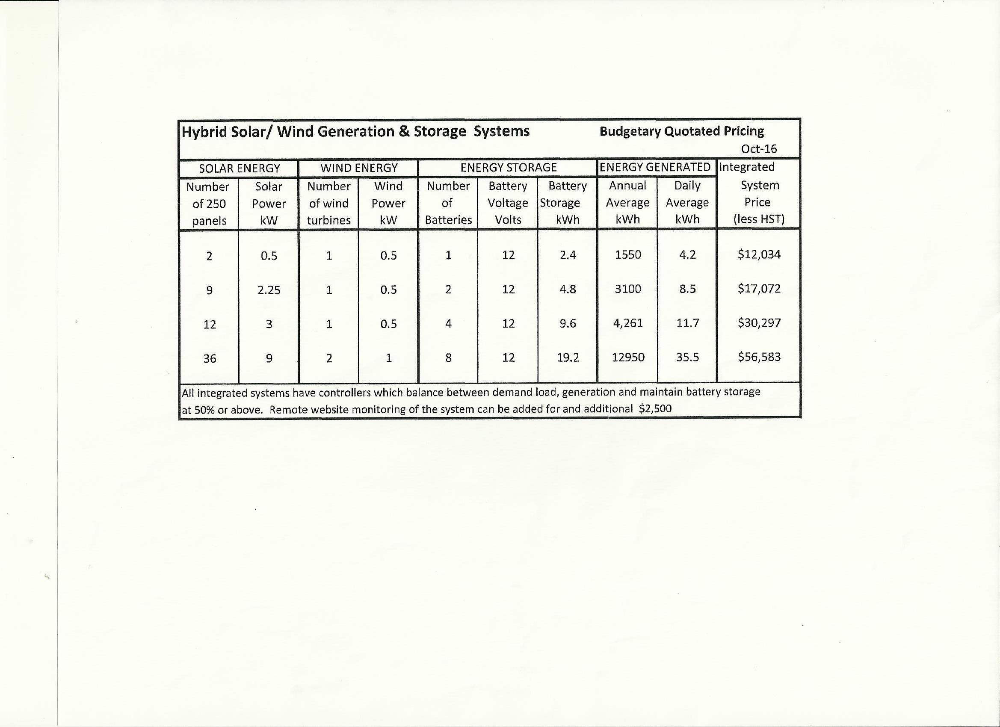 Hybrid Solar/ Wind Generation & Storage Systems Budgetary Quotated Pricing
Oct-16
SOLAR ENERGY WIND ENERGY ENERGY STORAGE ENERGY GENERATED Integrated
Number Solar Number Wind Number Battery Battery Annual Daily System
of 250 Power of wind Power of Voltage Storage Average Average Price
panels kW turbines kW Batteries Volts kWh kWh kWh (less HST)
2 0.5 1 0.5 1 12 2.4 1550 4.2 $12,034
9 2.25 1 0.5 2 12 4.8 3100 8.5 $17,072
12 3 1 0.5 4 12 9.6 4,261 11.7 $30,297
36 9 2 1 8 12 19.2 12950 35.5 $56,583
All integrated systems have controllers which balance between demand load, generation and maintain battery storage
at 50% or above. Remote website monitoring of the system can be added for and additional $2,500